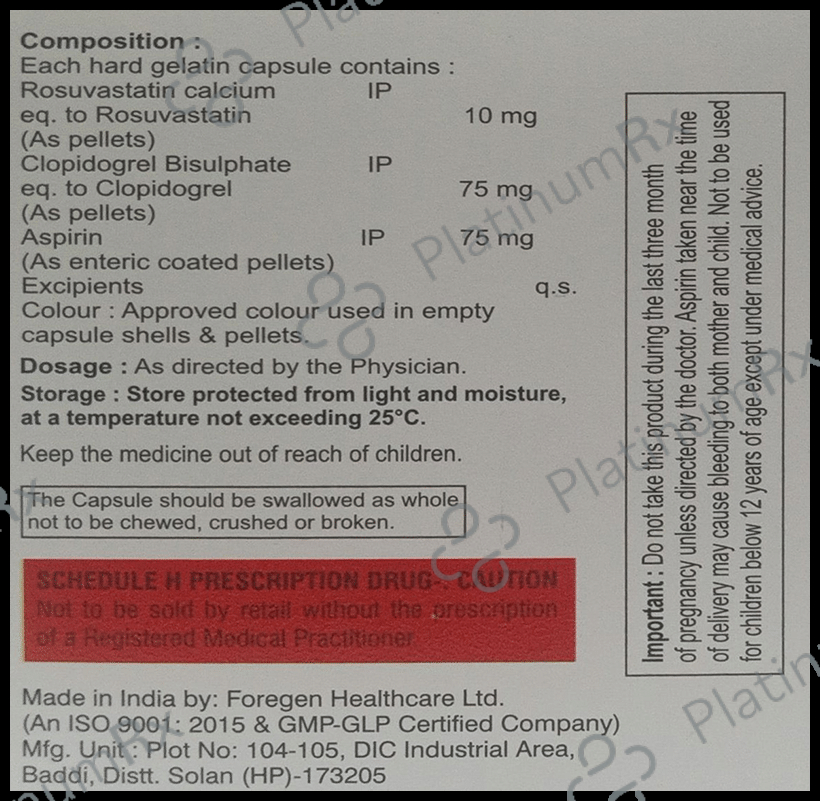 Composition :
Each hard gelatin capsule contains :
Rosuvastatin calcium IP
eq. to Rosuvastatin 10 mg
(As pellets)
Clopidogrel Bisulphate IP
eq. to Clopidogrel 75 mg
(As pellets)
Aspirin IP 75 mg
(As enteric coated pellets)
Excipients q.s.
Colour : Approved colour used in empty
capsule shells & pellets.
Dosage : As directed by the Physician.
Storage : Store protected from light and moisture,
at a temperature not exceeding 25°C.
Keep the medicine out of reach of children.
The Capsule should be swallowed as whole
not to be chewed, crushed or broken.
SCHEDULE H PRESCRIPTION DRUG-: CAUTION
Not to be sold by retail without the prescription
of a Registered Medical Practitioner
Made in India by: Foregen Healthcare Ltd.
(An ISO 9001: 2015 & GMP-GLP Certified Company)
Mfg. Unit : Plot No: 104-105, DIC Industrial Area,
Baddi, Distt. Solan (HP)-173205
Important : Do not take this product during the last three month
of pregnancy unless directed by the doctor. Aspirin taken near the time
of delivery may cause bleeding to both mother and child. Not to be used
for children below 12 years of age except under medical advice.
PlatinumRx
PlatinumRx